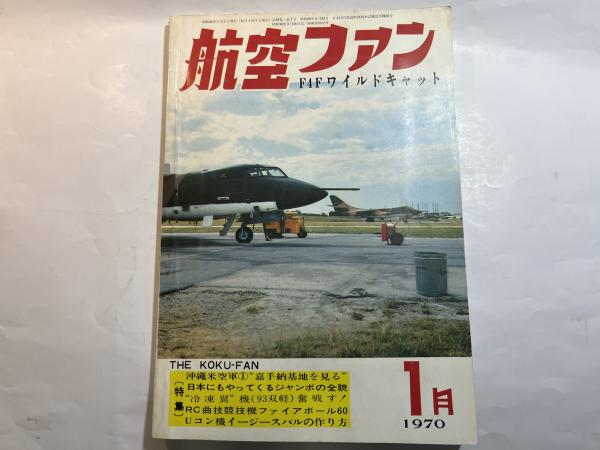 航空ファン
F4Fワイルドキャット
THE KOKU-FAN
〔特集〕
沖縄米空軍①"嘉手納基地を見る"
日本にもやってくるジャンボの全貌
"冷凍翼"機(93双軽)奮戦す!
RC曲技競技機ファイアボール60
Uコン機イージースバルの作り方
1月
1970